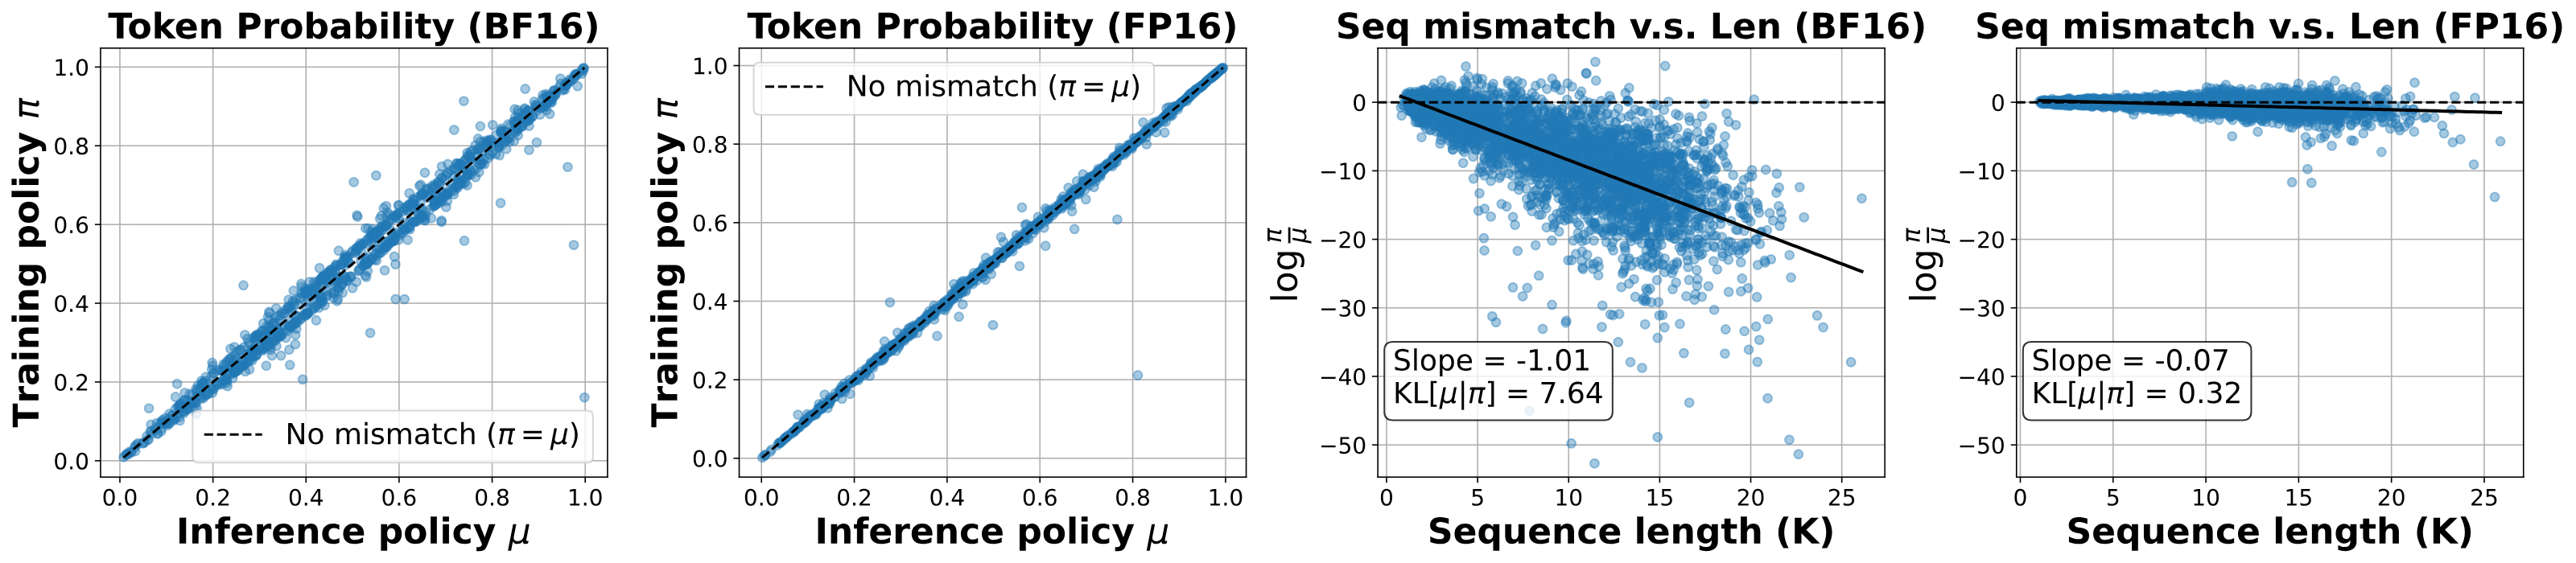 Token Probability (BF16)
Training policy π
1.0
0.8
0.6
0.4
0.2
0.0
No mismatch (π = μ)
0.0 0.2 0.4 0.6 0.8 1.0
Inference policy μ
Token Probability (FP16)
Training policy π
1.0
0.8
0.6
0.4
0.2
0.0
No mismatch (π = μ)
0.0 0.2 0.4 0.6 0.8 1.0
Inference policy μ
Seq mismatch v.s. Len (BF16)
log π/μ
0
−10
−20
−30
−40
−50
Slope = -1.01
KL[μ|π] = 7.64
0 5 10 15 20 25
Sequence length (K)
Seq mismatch v.s. Len (FP16)
log π/μ
0
−10
−20
−30
−40
−50
Slope = -0.07
KL[μ|π] = 0.32
0 5 10 15 20 25
Sequence length (K)